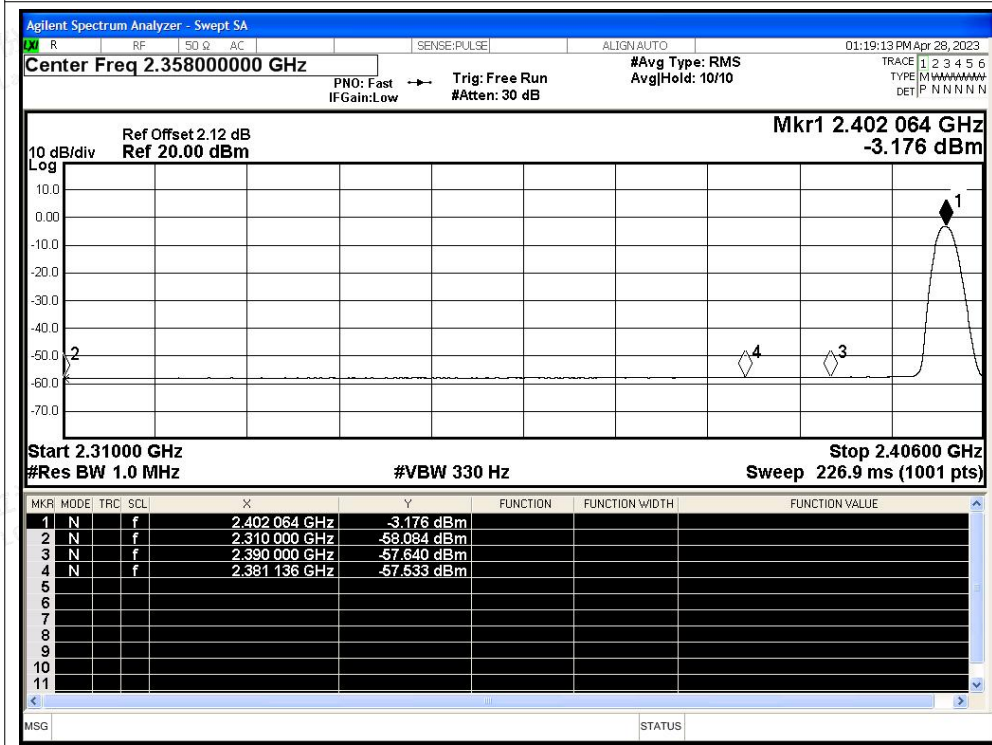 Agilent Spectrum Analyzer - Swept SA
LXI R RF 50 Ω AC SENSE:PULSE ALIGN AUTO 01:19:13 PM Apr 28, 2023
Center Freq 2.358000000 GHz
PNO: Fast
IFGain:Low
Trig: Free Run
#Atten: 30 dB
#Avg Type: RMS
Avg|Hold: 10/10
TRACE 1 2 3 4 5 6
TYPE M
DET P N N N N N
Mkr1 2.402 064 GHz
-3.176 dBm
Ref Offset 2.12 dB
10 dB/div Ref 20.00 dBm
Log
10.0
0.00
-10.0
-20.0
-30.0
-40.0
-50.0
-60.0
-70.0
1
2 4 3
Start 2.31000 GHz Stop 2.40600 GHz
#Res BW 1.0 MHz #VBW 330 Hz Sweep 226.9 ms (1001 pts)
MKR MODE TRC SCL X Y FUNCTION FUNCTION WIDTH FUNCTION VALUE
1 N f 2.402 064 GHz -3.176 dBm
2 N f 2.310 000 GHz -58.084 dBm
3 N f 2.390 000 GHz -57.640 dBm
4 N f 2.381 136 GHz -57.533 dBm
5
6
7
8
9
10
11
MSG STATUS